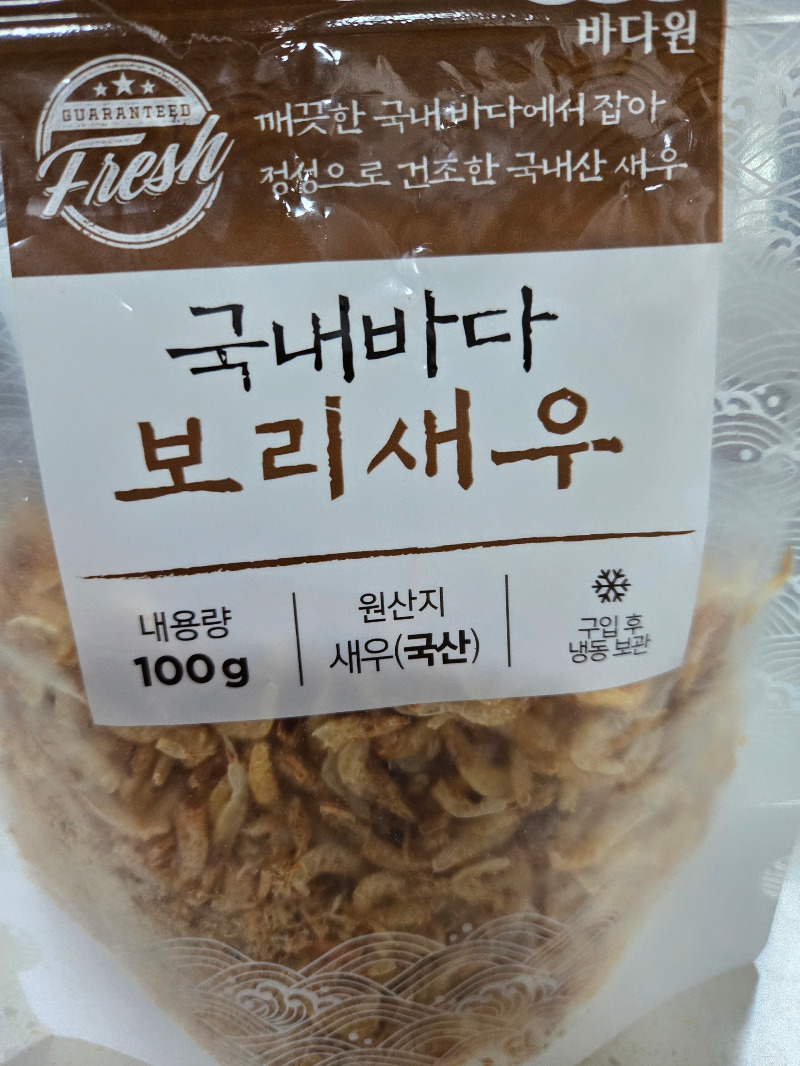 바다원
GUARANTEED
Fresh
깨끗한 국내 바다에서 잡아
정성으로 건조한 국내산 새우
국내바다
보리새우
내용량
100g
원산지
새우(국산)
구입 후
냉동 보관